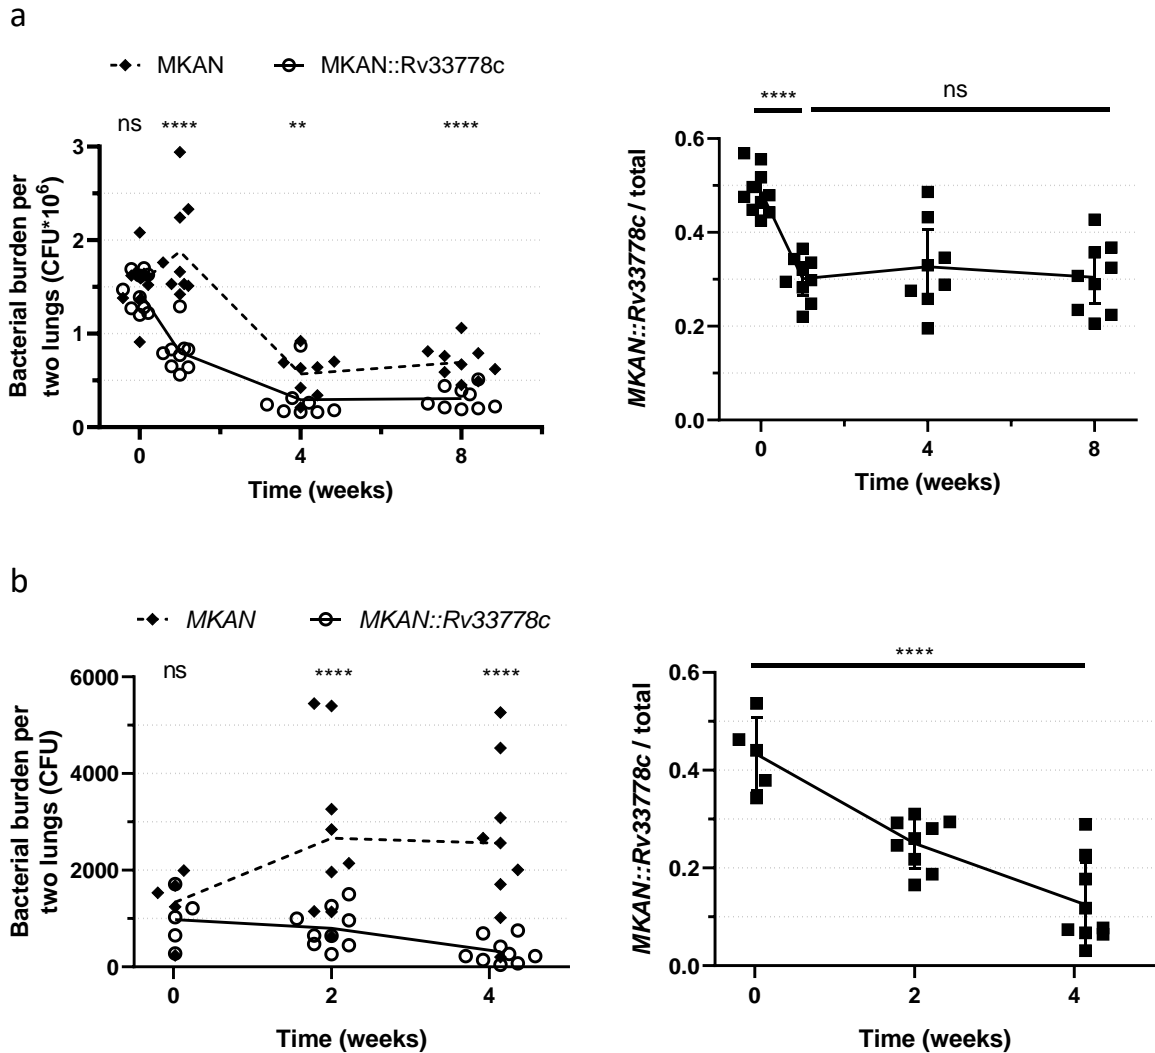 a
MKAN MKAN::Rv33778c
ns **** ** ****
Bacterial burden per
two lungs (CFU*10⁶)
3
2
1
0
0 4 8
Time (weeks)
**** ns
MKAN::Rv33778c / total
0.6
0.4
0.2
0.0
0 4 8
Time (weeks)
b
MKAN MKAN::Rv33778c
ns **** ****
Bacterial burden per
two lungs (CFU)
6000
4000
2000
0
0 2 4
Time (weeks)
****
MKAN::Rv33778c / total
0.6
0.4
0.2
0.0
0 2 4
Time (weeks)